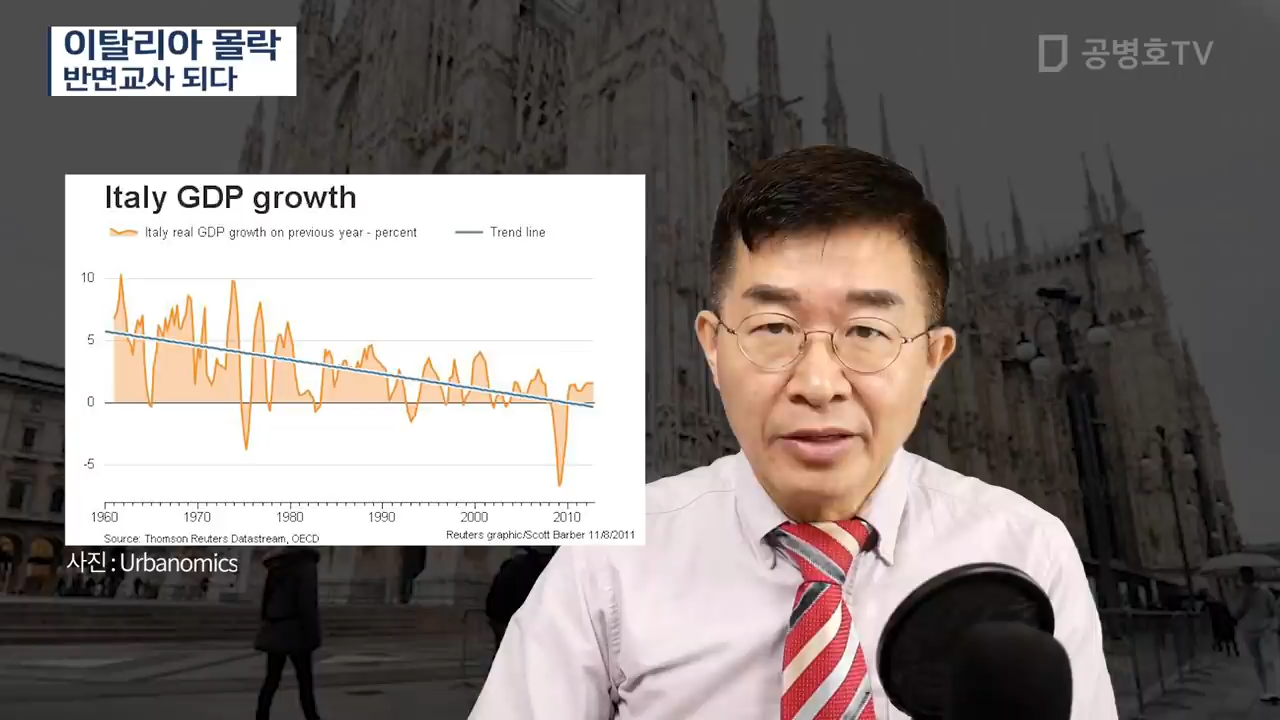 이탈리아 몰락
반면교사 되다
공병호TV
Italy GDP growth
Italy real GDP growth on previous year - percent
Trend line
10
5
0
-5
1960 1970 1980 1990 2000 2010
Source: Thomson Reuters Datastream, OECD
Reuters graphic/Scott Barber 11/8/2011
사진 : Urbanomics